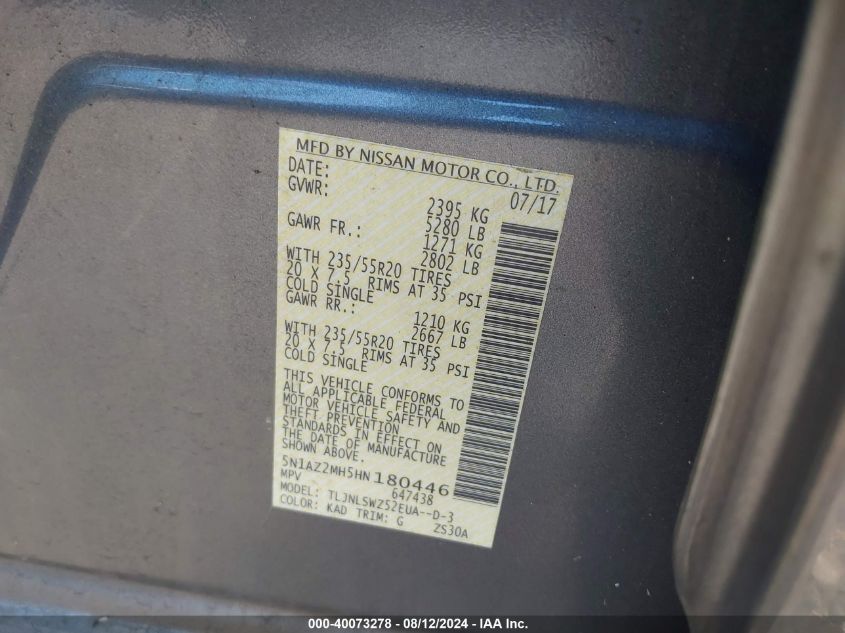 MFD BY NISSAN MOTOR CO., LTD.
DATE: 07/17
GVWR: 2395 KG
5280 LB
GAWR FR.: 1271 KG
2802 LB
WITH 235/55R20 TIRES
20 X 7.5 RIMS AT 35 PSI
COLD SINGLE
GAWR RR.: 1210 KG
2667 LB
WITH 235/55R20 TIRES
20 X 7.5 RIMS AT 35 PSI
COLD SINGLE
THIS VEHICLE CONFORMS TO
ALL APPLICABLE FEDERAL
MOTOR VEHICLE SAFETY AND
THEFT PREVENTION
STANDARDS IN EFFECT ON
THE DATE OF MANUFACTURE
SHOWN ABOVE.
5N1AZ2MH5HN180446
MPV 647438
MODEL: TLJNLSWZ52EUA--D-3
COLOR: KAD TRIM: G ZS30A
000-40073278 - 08/12/2024 - IAA Inc.